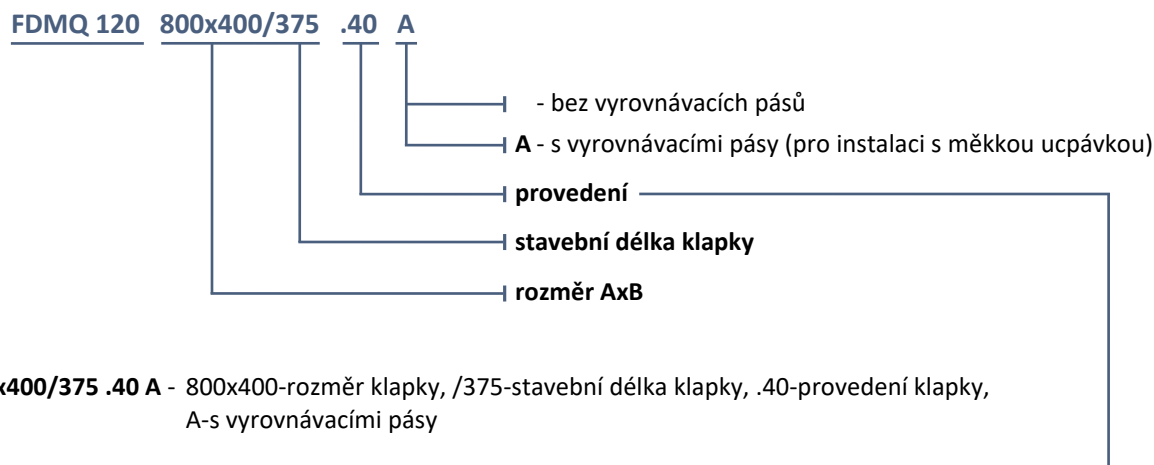 FDMQ 120 800x400/375 .40 A
- bez vyrovnávacích pásů
A - s vyrovnávacími pásy (pro instalaci s měkkou ucpávkou)
provedení
stavební délka klapky
rozměr AxB
x400/375 .40 A - 800x400-rozměr klapky, /375-stavební délka klapky, .40-provedení klapky,
A-s vyrovnávacími pásy